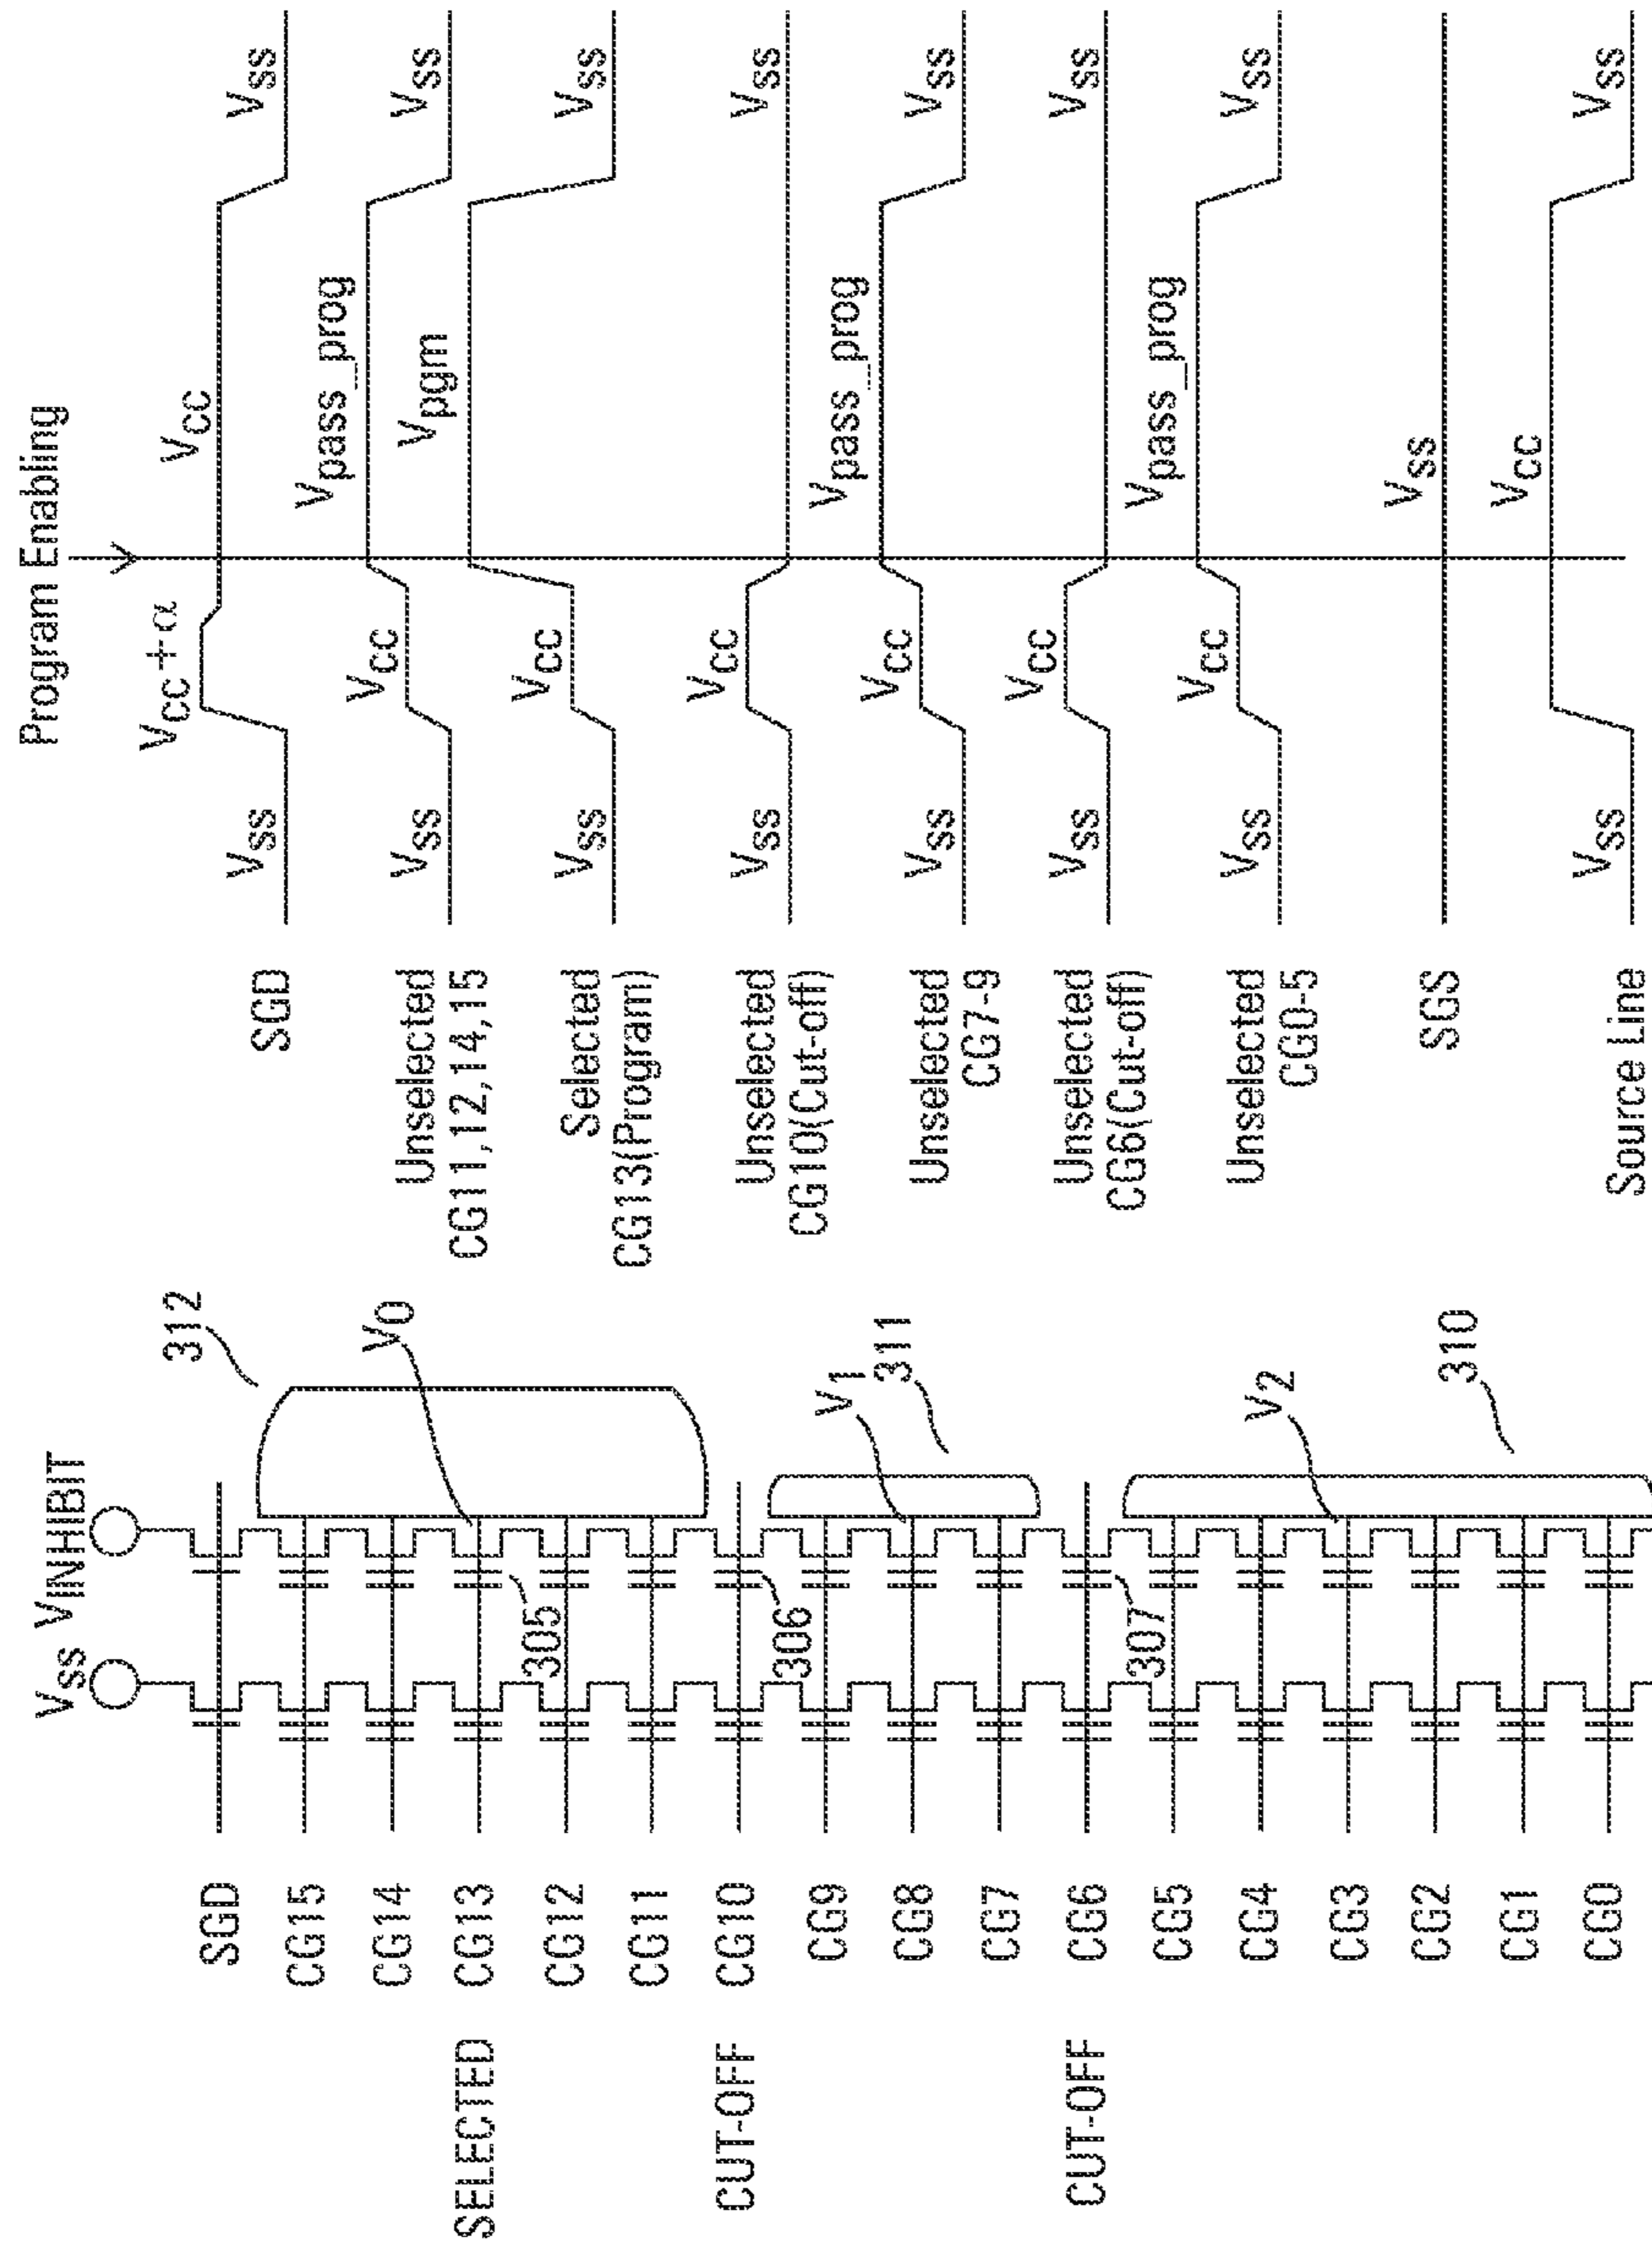 SELECTED
CUT-OFF
CUT-OFF
SGD
CG15
CG14
CG13
CG12
CG11
CG10
CG9
CG8
CG7
CG6
CG5
CG4
CG3
CG2
CG1
CG0
Vss
VINHIBIT
305
306
307
312
V0
V1
311
V2
310
Program Enabling
SGD
Vss
Vcc+α
Vcc
Vss
Unselected
CG11,12,14,15
Vss
Vcc
Vpass_prog
Vss
Selected
CG13(Program)
Vss
Vcc
Vpgm
Vss
Unselected
CG10(Cut-off)
Vss
Vcc
Vss
Unselected
CG7-9
Vss
Vcc
Vpass_prog
Vss
Unselected
CG6(Cut-off)
Vss
Vcc
Vss
Unselected
CG0-5
Vss
Vcc
Vpass_prog
Vss
SGS
Vss
Source Line
Vss
Vcc
Vss